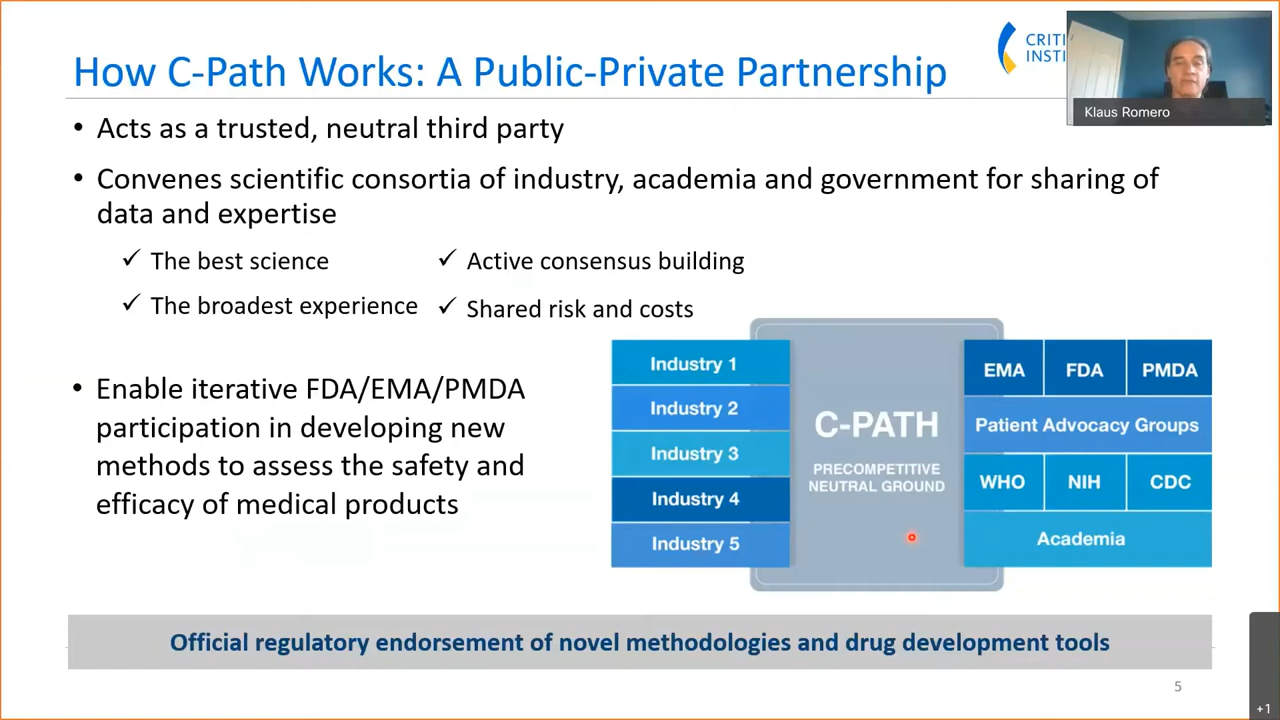 How C-Path Works: A Public-Private Partnership
CRITI
INSTI
Klaus Romero
• Acts as a trusted, neutral third party
• Convenes scientific consortia of industry, academia and government for sharing of
data and expertise
✓ The best science
✓ Active consensus building
✓ The broadest experience
✓ Shared risk and costs
• Enable iterative FDA/EMA/PMDA
participation in developing new
methods to assess the safety and
efficacy of medical products
Industry 1
Industry 2
Industry 3
Industry 4
Industry 5
C-PATH
PRECOMPETITIVE
NEUTRAL GROUND
EMA FDA PMDA
Patient Advocacy Groups
WHO NIH CDC
Academia
Official regulatory endorsement of novel methodologies and drug development tools
5
+1